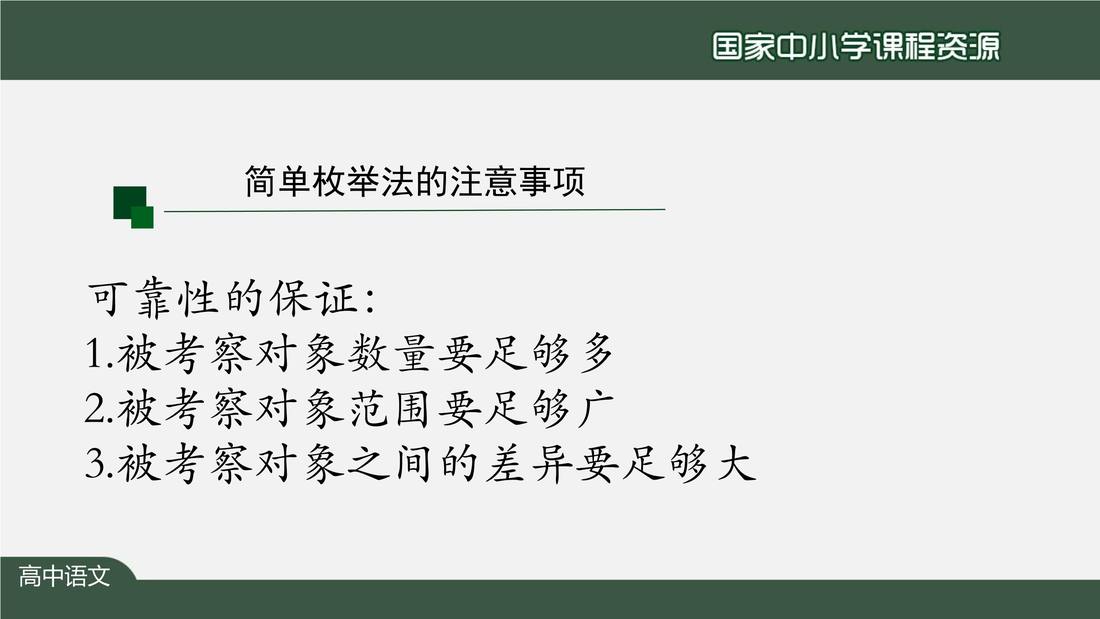 国家中小学课程资源
简单枚举法的注意事项
可靠性的保证：
1.被考察对象数量要足够多
2.被考察对象范围要足够广
3.被考察对象之间的差异要足够大
高中语文